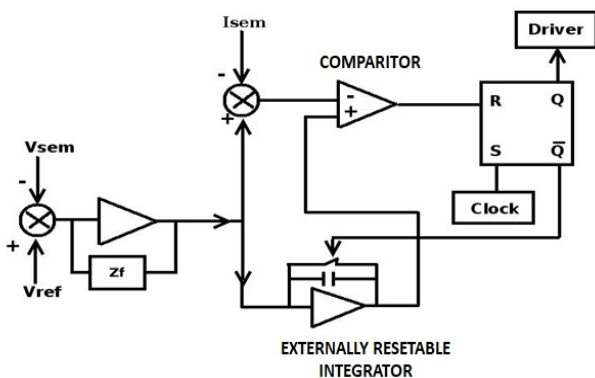 Isem
Driver
COMPARITOR
-
+
-
+
R Q
S Q̅
Clock
Vsem
-
+
Vref
Zf
EXTERNALLY RESETABLE
INTEGRATOR